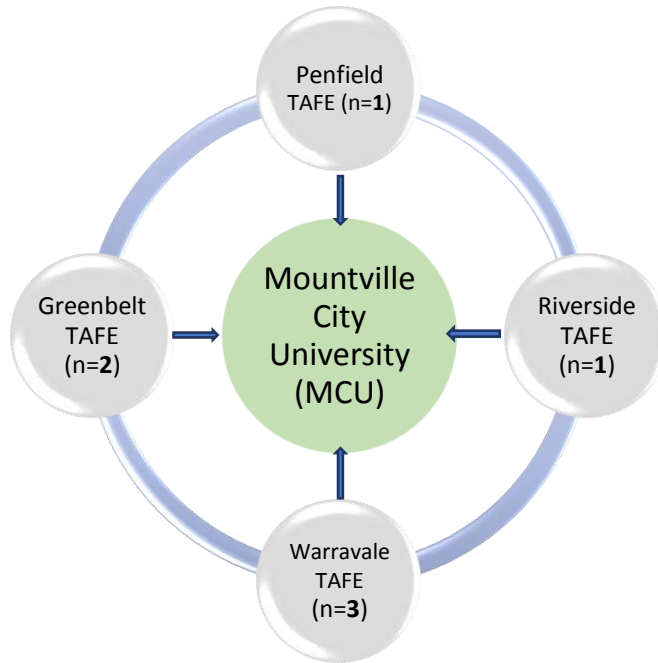 Penfield
TAFE (n=1)
Mountville
City
University
(MCU)
Greenbelt
TAFE
(n=2)
Riverside
TAFE
(n=1)
Warravale
TAFE
(n=3)